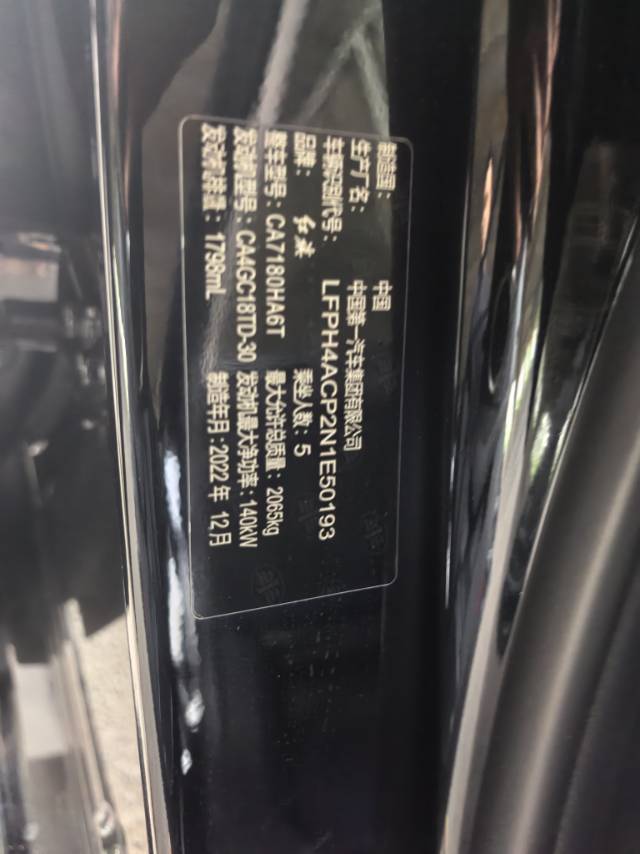 制造国： 中国
生产厂名： 中国第一汽车集团有限公司
车辆识别代号： LFPH4ACP2N1E50193
品牌： 红旗 乘坐人数：5
整车型号：CA7180HA6T 最大允许总质量：2065kg
发动机型号：CA4GC18TD-30 发动机最大净功率：140kW
发动机排量：1798mL 制造年月：2022年 12月